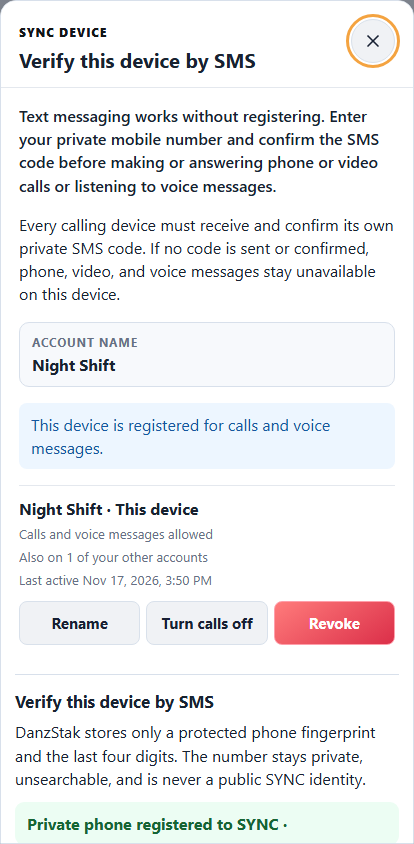 SYNC DEVICE
Verify this device by SMS
Text messaging works without registering. Enter
your private mobile number and confirm the SMS
code before making or answering phone or video
calls or listening to voice messages.
Every calling device must receive and confirm its own
private SMS code. If no code is sent or confirmed,
phone, video, and voice messages stay unavailable
on this device.
ACCOUNT NAME
Night Shift
This device is registered for calls and voice
messages.
Night Shift · This device
Calls and voice messages allowed
Also on 1 of your other accounts
Last active Nov 17, 2026, 3:50 PM
Rename
Turn calls off
Revoke
Verify this device by SMS
DanzStak stores only a protected phone fingerprint
and the last four digits. The number stays private,
unsearchable, and is never a public SYNC identity.
Private phone registered to SYNC ·